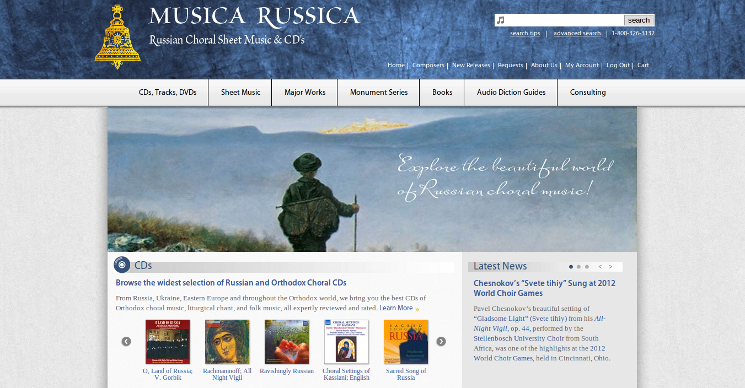 MUSICA RUSSICA
Russian Choral Sheet Music & CD's
search
search tips | advanced search | 1-800-326-3132
Home | Composers | New Releases | Requests | About Us | My Account | Log Out | Cart
CDs, Tracks, DVDs
Sheet Music
Major Works
Monument Series
Books
Audio Diction Guides
Consulting
Explore the beautiful world
of Russian choral music!
CDs
Browse the widest selection of Russian and Orthodox Choral CDs
From Russia, Ukraine, Eastern Europe and throughout the Orthodox world, we bring you the best CDs of
Orthodox choral music, liturgical chant, and folk music, all expertly reviewed and rated. Learn More »
O, Land of Russia;
V. Gorbik
Rachmaninoff; All
Night Vigil
Ravishingly Russian
Choral Settings of
Kassiani; English
Sacred Song of
Russia
Latest News
< >
Chesnokov's "Svete tihiy" Sung at 2012
World Choir Games
Pavel Chesnokov's beautiful setting of
"Gladsome Light" (Svete tihiy) from his All-
Night Vigil, op. 44, performed by the
Stellenbosch University Choir from South
Africa, was one of the highlights at the 2012
World Choir Games, held in Cincinnati, Ohio.